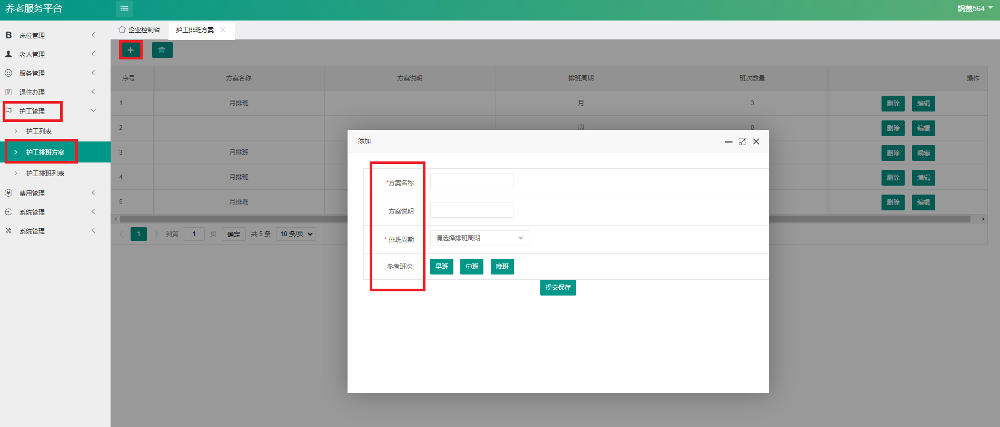 养老服务平台
锅盖564
床位管理
老人管理
服务管理
退住办理
护工管理
护工列表
护工排班方案
护工排班列表
费用管理
系统管理
系统管理
企业控制台 护工排班方案
序号 方案名称 方案说明 排班周期 班次数量 操作
1 月排班 月 3 删除 编辑
2 周 0 删除 编辑
3 月排班 删除 编辑
4 月排班 删除 编辑
5 月排班 删除 编辑
1 到第 1 页 确定 共 5 条 10 条/页
添加
*方案名称
方案说明
* 排班周期 请选择排班周期
参考班次: 早班 中班 晚班
提交保存